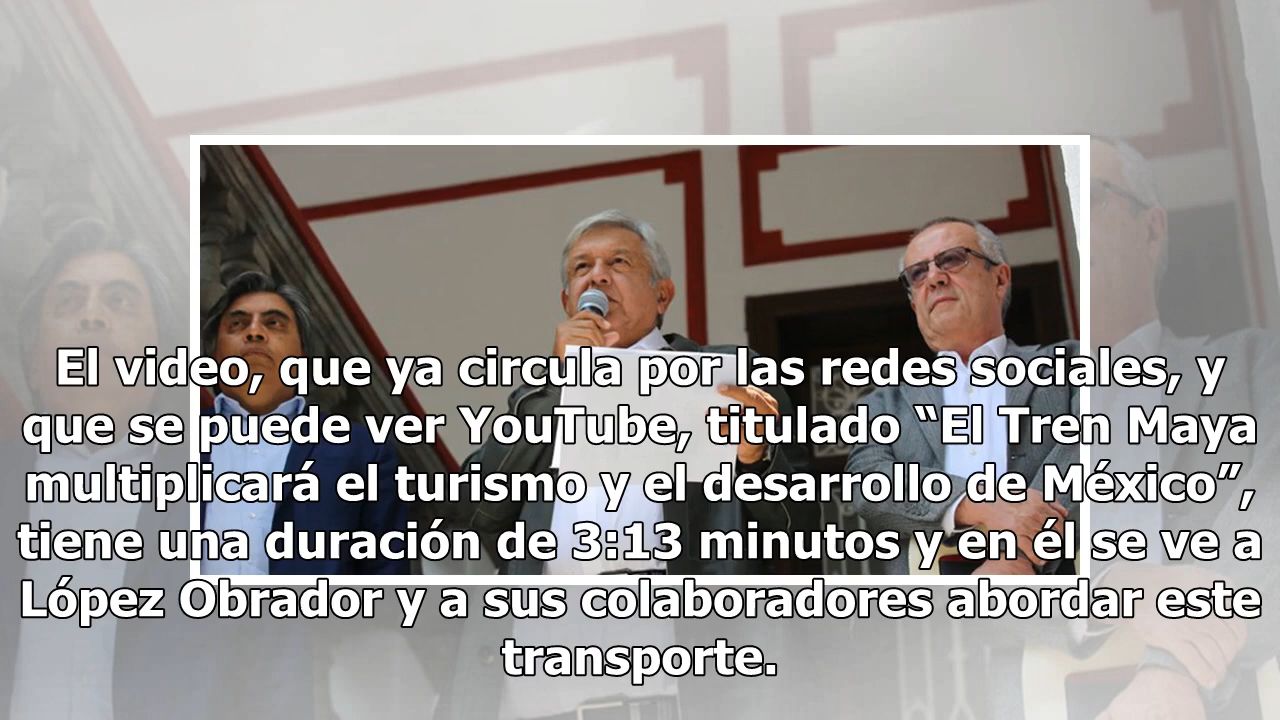 El video, que ya circula por las redes sociales, y
que se puede ver YouTube, titulado “El Tren Maya
multiplicará el turismo y el desarrollo de México”,
tiene una duración de 3:13 minutos y en él se ve a
López Obrador y a sus colaboradores abordar este
transporte.